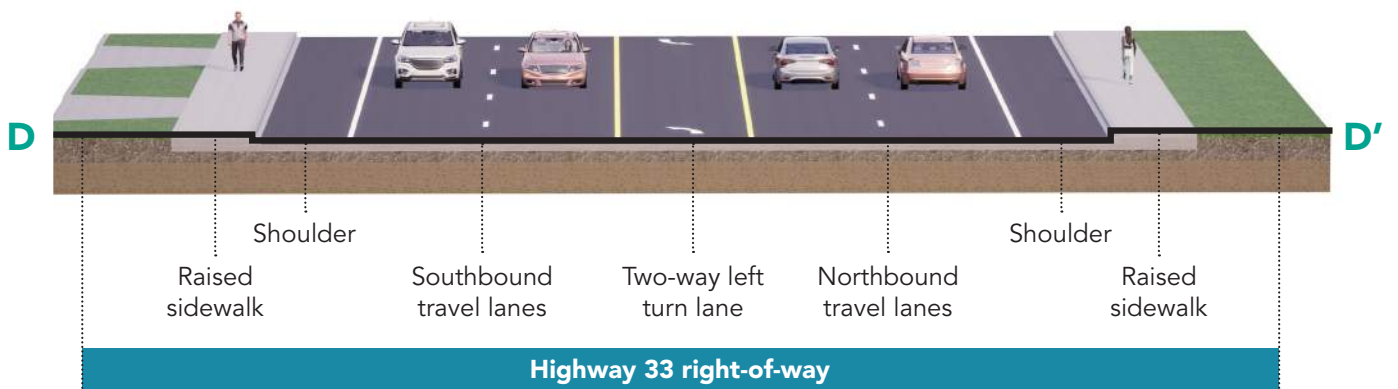 D
D'
Shoulder
Shoulder
Raised
sidewalk
Southbound
travel lanes
Two-way left
turn lane
Northbound
travel lanes
Raised
sidewalk
Highway 33 right-of-way